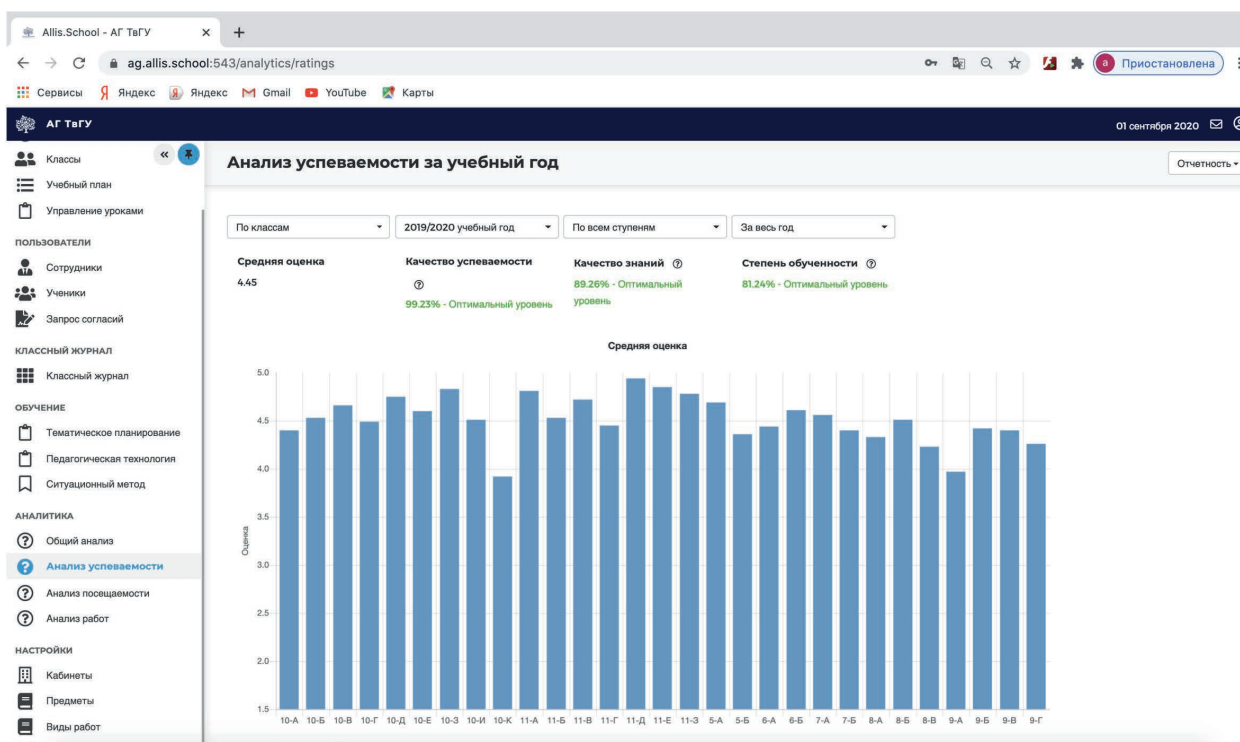 Allis.School - АГ ТвГУ
ag.allis.school:543/analytics/ratings
а Приостановлена
Сервисы Яндекс Яндекс Gmail YouTube Карты
АГ ТвГУ
01 сентября 2020
Классы
Учебный план
Управление уроками
ПОЛЬЗОВАТЕЛИ
Сотрудники
Ученики
Запрос согласий
КЛАССНЫЙ ЖУРНАЛ
Классный журнал
ОБУЧЕНИЕ
Тематическое планирование
Педагогическая технология
Ситуационный метод
АНАЛИТИКА
Общий анализ
Анализ успеваемости
Анализ посещаемости
Анализ работ
НАСТРОЙКИ
Кабинеты
Предметы
Виды работ
Анализ успеваемости за учебный год
Отчетность
По классам
2019/2020 учебный год
По всем ступеням
За весь год
Средняя оценка
4.45
Качество успеваемости
99.23% - Оптимальный уровень
Качество знаний
89.26% - Оптимальный
уровень
Степень обученности
81.24% - Оптимальный уровень
Средняя оценка
Оценка
5.0
4.5
4.0
3.5
3.0
2.5
2.0
1.5
10-А 10-Б 10-В 10-Г 10-Д 10-Е 10-З 10-И 10-К 11-А 11-Б 11-В 11-Г 11-Д 11-Е 11-З 5-А 5-Б 6-А 6-Б 7-А 7-Б 8-А 8-Б 8-В 9-А 9-Б 9-В 9-Г